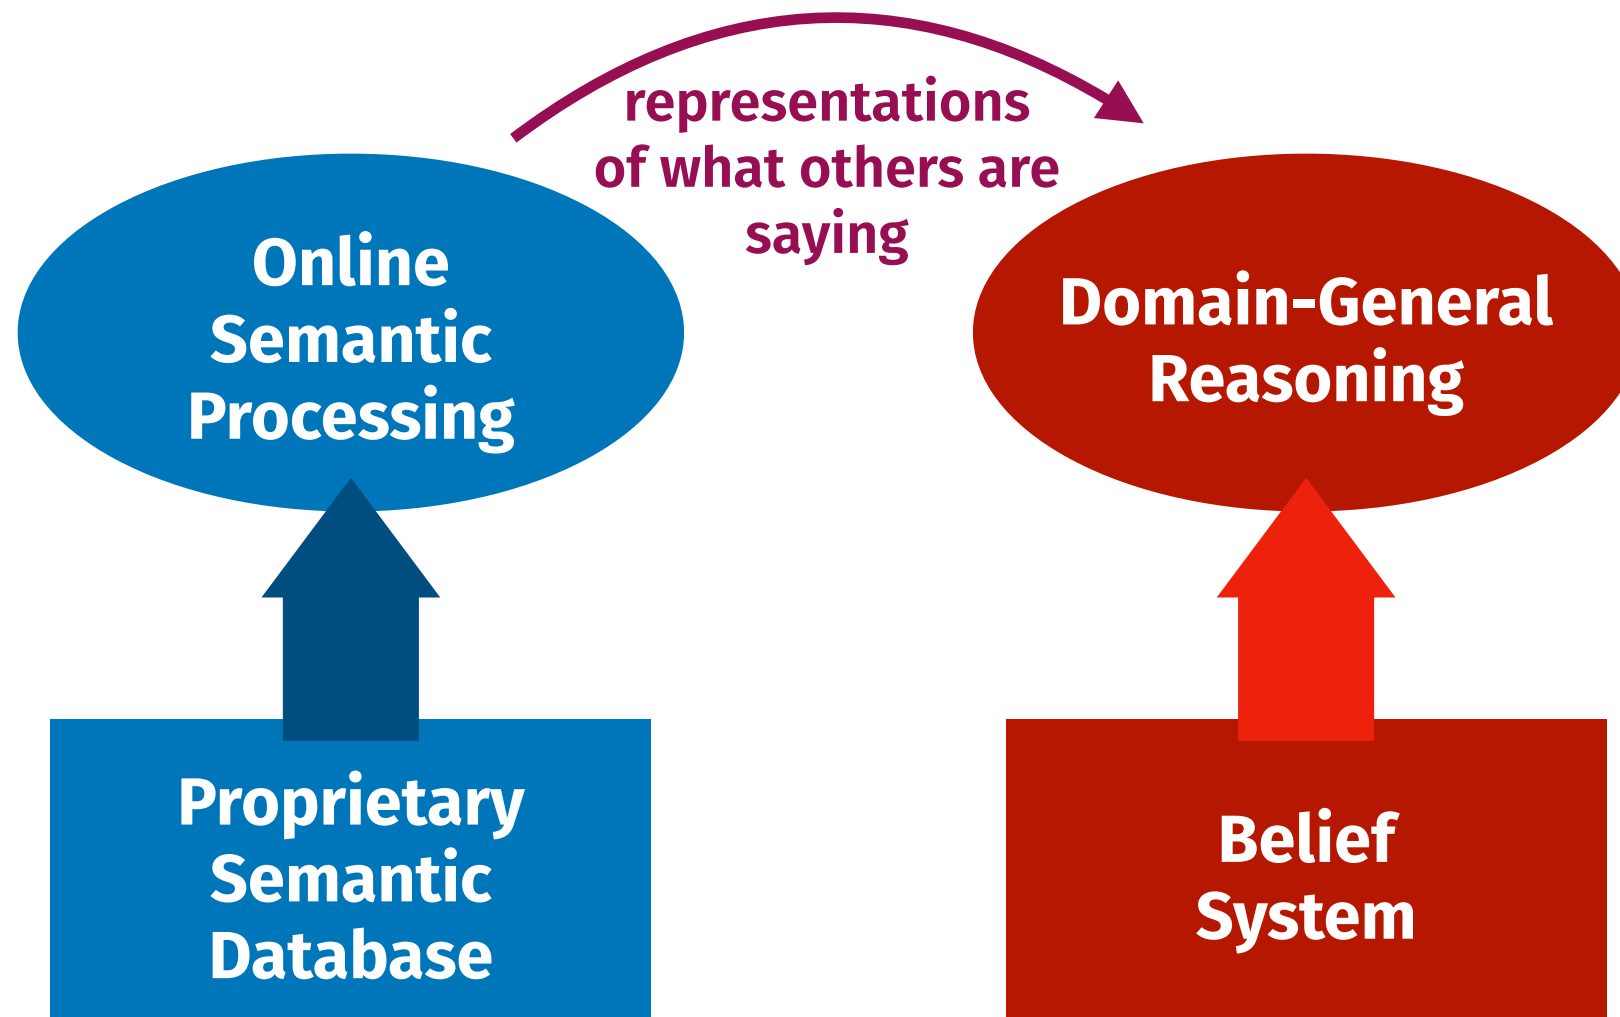 representations
of what others are
saying
Online
Semantic
Processing
Domain-General
Reasoning
Proprietary
Semantic
Database
Belief
System